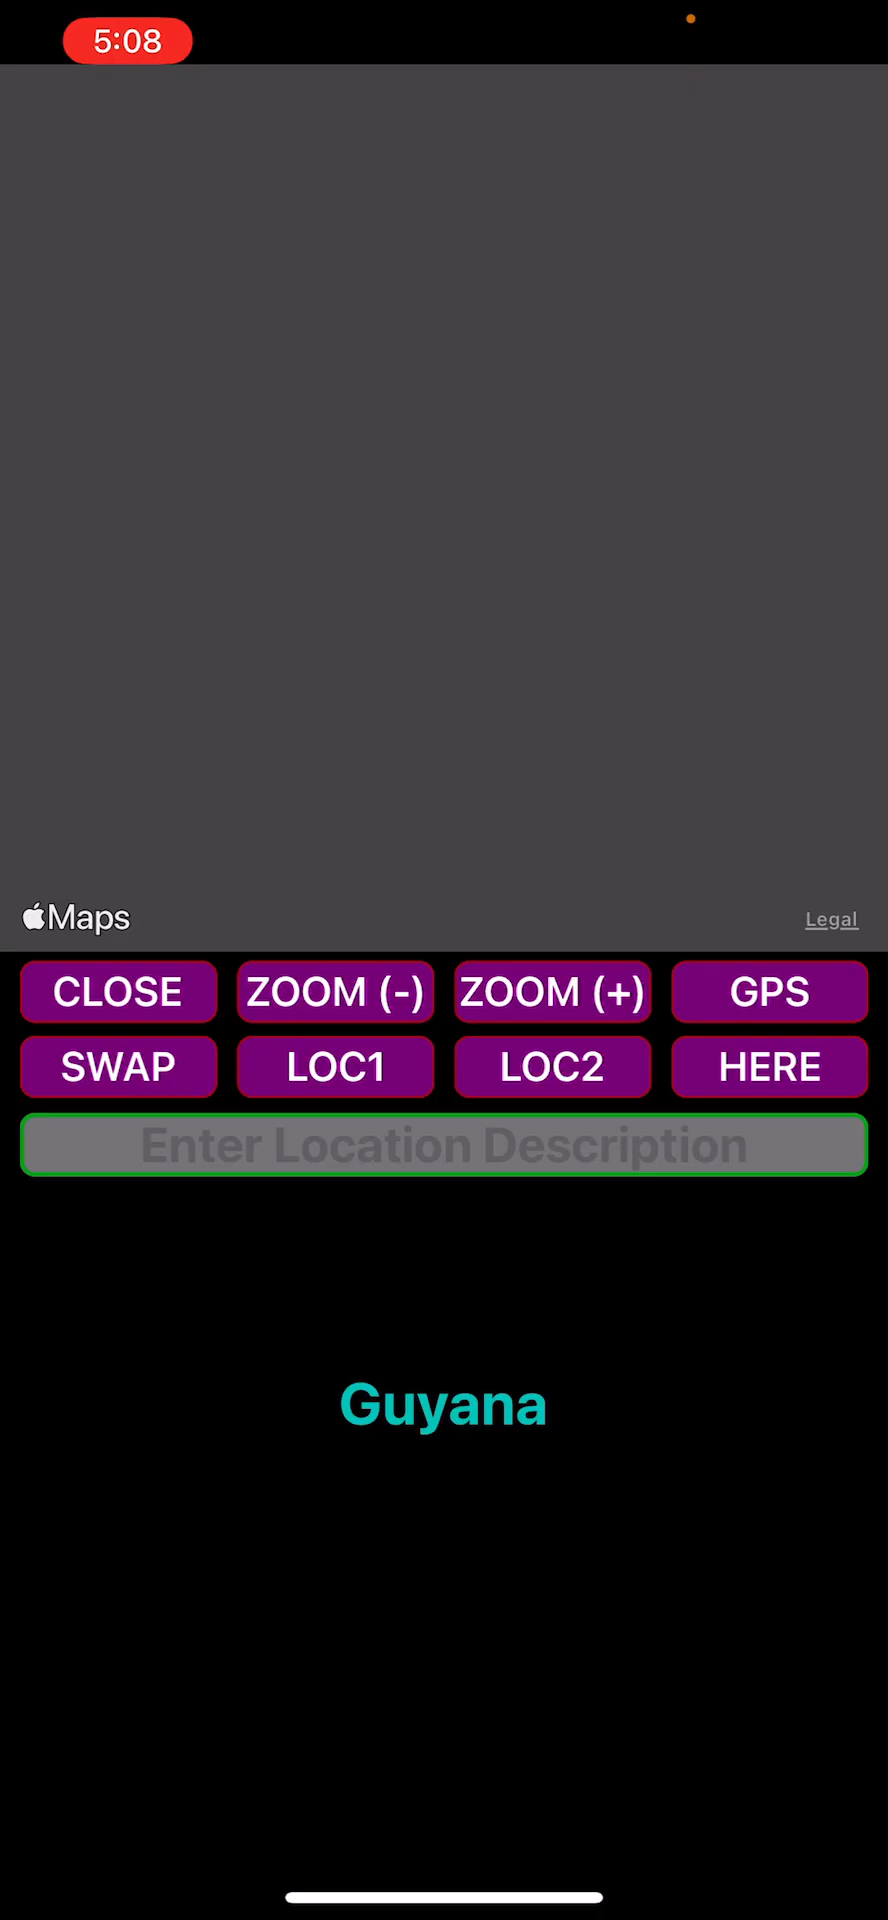 5:08
Maps
Legal
CLOSE
ZOOM (-)
ZOOM (+)
GPS
SWAP
LOC1
LOC2
HERE
Enter Location Description
Guyana